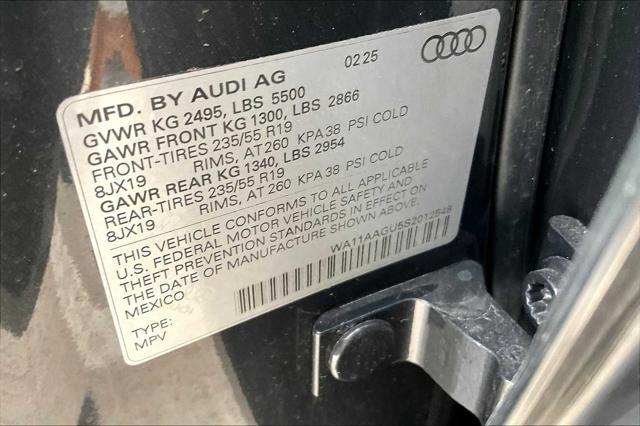 MFD. BY AUDI AG 02 25
GVWR KG 2495, LBS 5500
GAWR FRONT KG 1300, LBS 2866
FRONT-TIRES 235/55 R19
8JX19 RIMS, AT 260 KPA 38 PSI COLD
GAWR REAR KG 1340, LBS 2954
REAR-TIRES 235/55 R19
8JX19 RIMS, AT 260 KPA 38 PSI COLD
THIS VEHICLE CONFORMS TO ALL APPLICABLE
U.S. FEDERAL MOTOR VEHICLE SAFETY AND
THEFT PREVENTION STANDARDS IN EFFECT ON
THE DATE OF MANUFACTURE SHOWN ABOVE.
MEXICO
WA11AAGU5S2012548
TYPE:
MPV